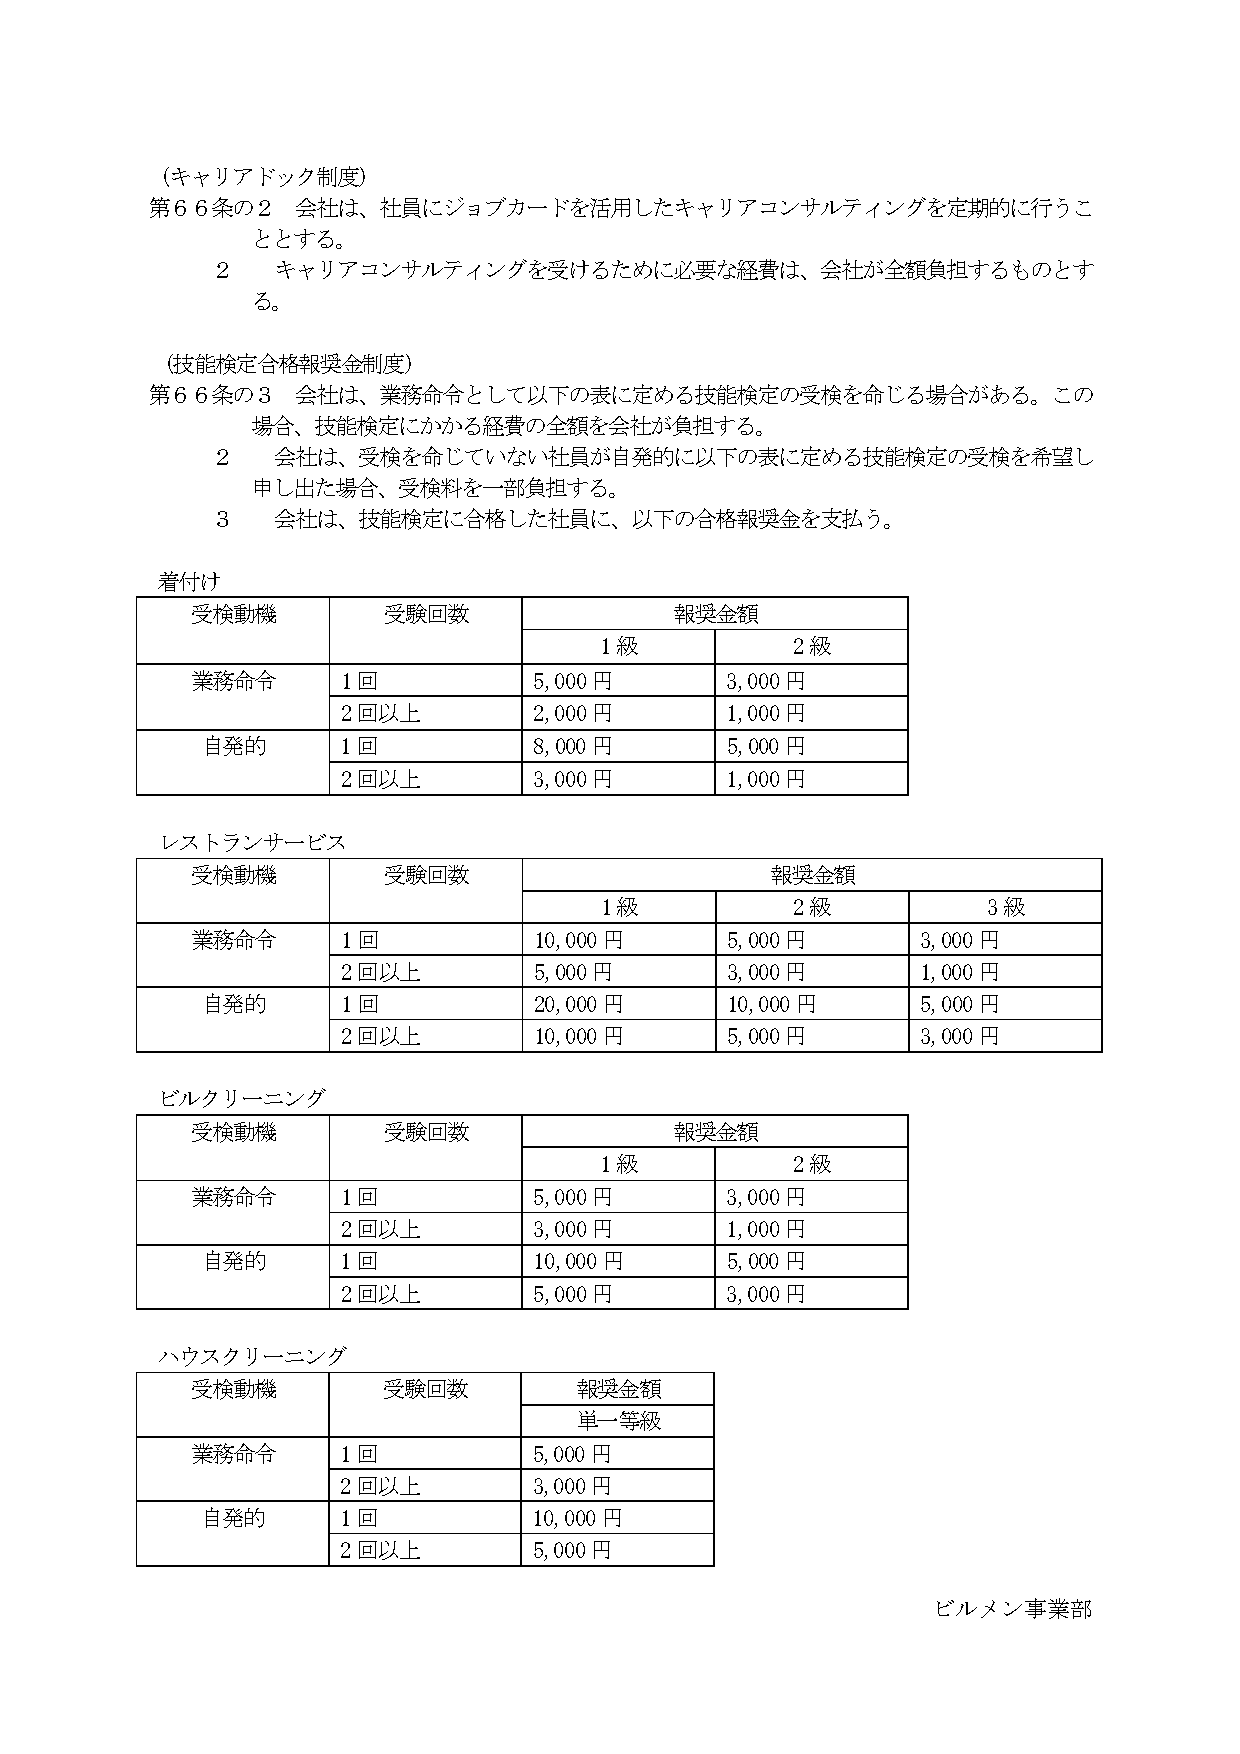 （キャリアドック制度）
第６６条の２　会社は、社員にジョブカードを活用したキャリアコンサルティングを定期的に行うこ
ととする。
２　キャリアコンサルティングを受けるために必要な経費は、会社が全額負担するものとす
る。
（技能検定合格報奨金制度）
第６６条の３　会社は、業務命令として以下の表に定める技能検定の受検を命じる場合がある。この
場合、技能検定にかかる経費の全額を会社が負担する。
２　会社は、受検を命じていない社員が自発的に以下の表に定める技能検定の受検を希望し
申し出た場合、受検料を一部負担する。
３　会社は、技能検定に合格した社員に、以下の合格報奨金を支払う。
着付け
受検動機　受験回数　報奨金額
1級　2級
業務命令　1回　5,000円　3,000円
2回以上　2,000円　1,000円
自発的　1回　8,000円　5,000円
2回以上　3,000円　1,000円
レストランサービス
受検動機　受験回数　報奨金額
1級　2級　3級
業務命令　1回　10,000円　5,000円　3,000円
2回以上　5,000円　3,000円　1,000円
自発的　1回　20,000円　10,000円　5,000円
2回以上　10,000円　5,000円　3,000円
ビルクリーニング
受検動機　受験回数　報奨金額
1級　2級
業務命令　1回　5,000円　3,000円
2回以上　3,000円　1,000円
自発的　1回　10,000円　5,000円
2回以上　5,000円　3,000円
ハウスクリーニング
受検動機　受験回数　報奨金額
単一等級
業務命令　1回　5,000円
2回以上　3,000円
自発的　1回　10,000円
2回以上　5,000円
ビルメン事業部